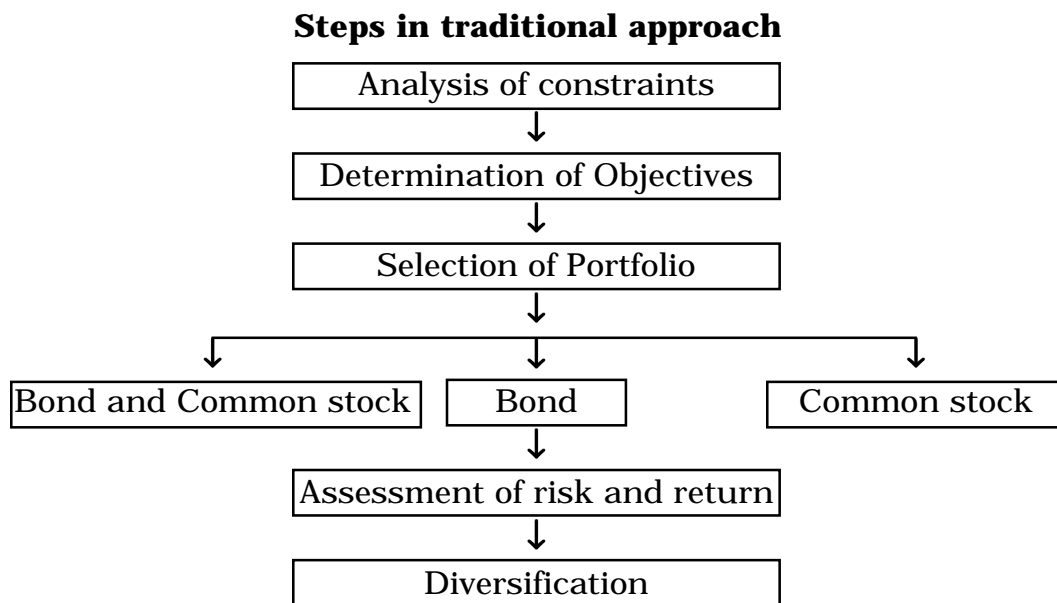 Steps in traditional approach
Analysis of constraints
Determination of Objectives
Selection of Portfolio
Bond and Common stock
Bond
Common stock
Assessment of risk and return
Diversification